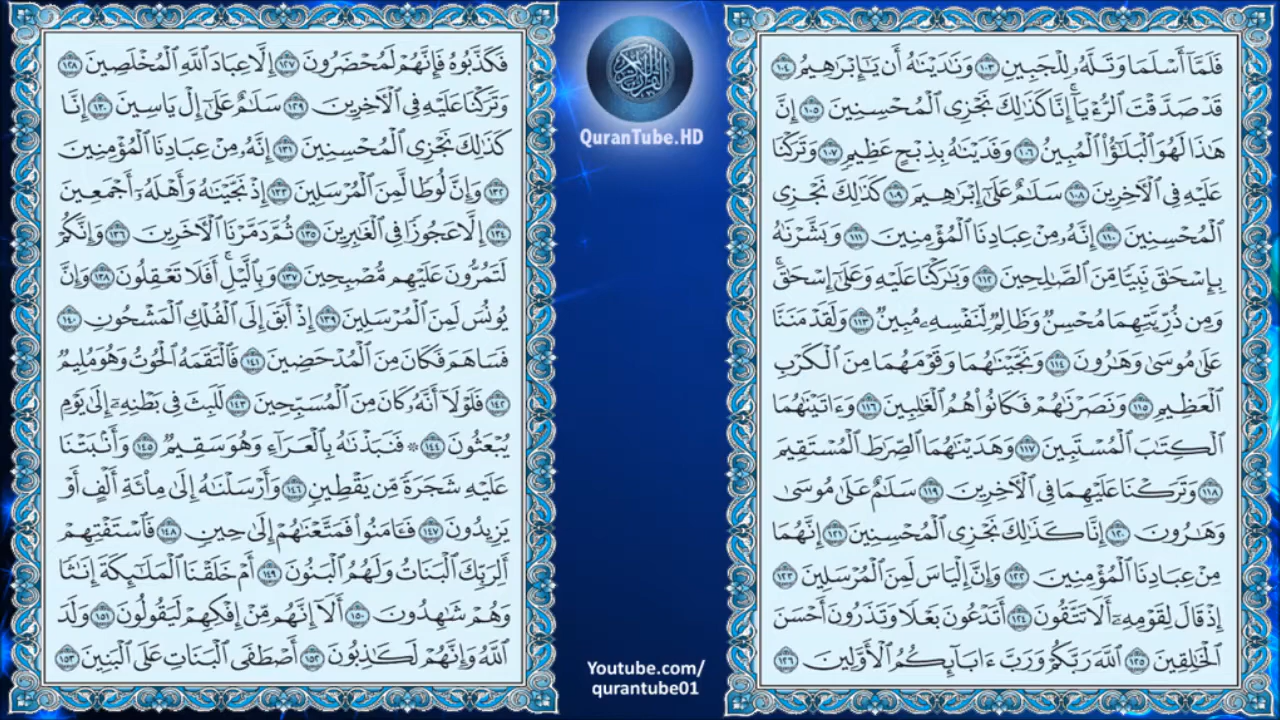 فَلَمَّآ أَسْلَمَا وَتَلَّهُۥ لِلْجَبِينِ ١٠٣ وَنَٰدَيْنَٰهُ أَن يَٰٓإِبْرَٰهِيمُ ١٠٤
قَدْ صَدَّقْتَ ٱلرُّءْيَآ ۚ إِنَّا كَذَٰلِكَ نَجْزِى ٱلْمُحْسِنِينَ ١٠٥ إِنَّ
هَٰذَا لَهُوَ ٱلْبَلَٰٓؤُا۟ ٱلْمُبِينُ ١٠٦ وَفَدَيْنَٰهُ بِذِبْحٍ عَظِيمٍ ١٠٧ وَتَرَكْنَا
عَلَيْهِ فِى ٱلْءَاخِرِينَ ١٠٨ سَلَٰمٌ عَلَىٰٓ إِبْرَٰهِيمَ ١٠٩ كَذَٰلِكَ نَجْزِى
ٱلْمُحْسِنِينَ ١١٠ إِنَّهُۥ مِنْ عِبَادِنَا ٱلْمُؤْمِنِينَ ١١١ وَبَشَّرْنَٰهُ
بِإِسْحَٰقَ نَبِيًّا مِّنَ ٱلصَّٰلِحِينَ ١١٢ وَبَٰرَكْنَا عَلَيْهِ وَعَلَىٰٓ إِسْحَٰقَ ۚ
وَمِن ذُرِّيَّتِهِمَا مُحْسِنٌ وَظَالِمٌ لِّنَفْسِهِۦ مُبِينٌ ١١٣ وَلَقَدْ مَنَنَّا
عَلَىٰ مُوسَىٰ وَهَٰرُونَ ١١٤ وَنَجَّيْنَٰهُمَا وَقَوْمَهُمَا مِنَ ٱلْكَرْبِ
ٱلْعَظِيمِ ١١٥ وَنَصَرْنَٰهُمْ فَكَانُوا۟ هُمُ ٱلْغَٰلِبِينَ ١١٦ وَءَاتَيْنَٰهُمَا
ٱلْكِتَٰبَ ٱلْمُسْتَبِينَ ١١٧ وَهَدَيْنَٰهُمَا ٱلصِّرَٰطَ ٱلْمُسْتَقِيمَ
١١٨ وَتَرَكْنَا عَلَيْهِمَا فِى ٱلْءَاخِرِينَ ١١٩ سَلَٰمٌ عَلَىٰ مُوسَىٰ
وَهَٰرُونَ ١٢٠ إِنَّا كَذَٰلِكَ نَجْزِى ٱلْمُحْسِنِينَ ١٢١ إِنَّهُمَا
مِنْ عِبَادِنَا ٱلْمُؤْمِنِينَ ١٢٢ وَإِنَّ إِلْيَاسَ لَمِنَ ٱلْمُرْسَلِينَ ١٢٣
إِذْ قَالَ لِقَوْمِهِۦٓ أَلَا تَتَّقُونَ ١٢٤ أَتَدْعُونَ بَعْلًا وَتَذَرُونَ أَحْسَنَ
ٱلْخَٰلِقِينَ ١٢٥ ٱللَّهَ رَبَّكُمْ وَرَبَّ ءَابَآئِكُمُ ٱلْأَوَّلِينَ ١٢٦
QuranTube.HD
Youtube.com/
qurantube01
فَكَذَّبُوهُ فَإِنَّهُمْ لَمُحْضَرُونَ ١٢٧ إِلَّا عِبَادَ ٱللَّهِ ٱلْمُخْلَصِينَ ١٢٨
وَتَرَكْنَا عَلَيْهِ فِى ٱلْءَاخِرِينَ ١٢٩ سَلَٰمٌ عَلَىٰٓ إِلْ يَاسِينَ ١٣٠ إِنَّا
كَذَٰلِكَ نَجْزِى ٱلْمُحْسِنِينَ ١٣١ إِنَّهُۥ مِنْ عِبَادِنَا ٱلْمُؤْمِنِينَ
١٣٢ وَإِنَّ لُوطًا لَّمِنَ ٱلْمُرْسَلِينَ ١٣٣ إِذْ نَجَّيْنَٰهُ وَأَهْلَهُۥٓ أَجْمَعِينَ
١٣٤ إِلَّا عَجُوزًا فِى ٱلْغَٰبِرِينَ ١٣٥ ثُمَّ دَمَّرْنَا ٱلْءَاخَرِينَ ١٣٦ وَإِنَّكُمْ
لَتَمُرُّونَ عَلَيْهِم مُّصْبِحِينَ ١٣٧ وَبِٱلَّيْلِ ۗ أَفَلَا تَعْقِلُونَ ١٣٨ وَإِنَّ
يُونُسَ لَمِنَ ٱلْمُرْسَلِينَ ١٣٩ إِذْ أَبَقَ إِلَى ٱلْفُلْكِ ٱلْمَشْحُونِ ١٤٠
فَسَاهَمَ فَكَانَ مِنَ ٱلْمُدْحَضِينَ ١٤١ فَٱلْتَقَمَهُ ٱلْحُوتُ وَهُوَ مُلِيمٌ
١٤٢ فَلَوْلَآ أَنَّهُۥ كَانَ مِنَ ٱلْمُسَبِّحِينَ ١٤٣ لَلَبِثَ فِى بَطْنِهِۦٓ إِلَىٰ يَوْمِ
يُبْعَثُونَ ١٤٤ ۞ فَنَبَذْنَٰهُ بِٱلْعَرَآءِ وَهُوَ سَقِيمٌ ١٤٥ وَأَنۢبَتْنَا
عَلَيْهِ شَجَرَةً مِّن يَقْطِينٍ ١٤٦ وَأَرْسَلْنَٰهُ إِلَىٰ مِا۟ئَةِ أَلْفٍ أَوْ
يَزِيدُونَ ١٤٧ فَـَٔامَنُوا۟ فَمَتَّعْنَٰهُمْ إِلَىٰ حِينٍ ١٤٨ فَٱسْتَفْتِهِمْ
أَلِرَبِّكَ ٱلْبَنَاتُ وَلَهُمُ ٱلْبَنُونَ ١٤٩ أَمْ خَلَقْنَا ٱلْمَلَٰٓئِكَةَ إِنَٰثًا
وَهُمْ شَٰهِدُونَ ١٥٠ أَلَآ إِنَّهُم مِّنْ إِفْكِهِمْ لَيَقُولُونَ ١٥١ وَلَدَ
ٱللَّهُ وَإِنَّهُمْ لَكَٰذِبُونَ ١٥٢ أَصْطَفَى ٱلْبَنَاتِ عَلَى ٱلْبَنِينَ ١٥٣